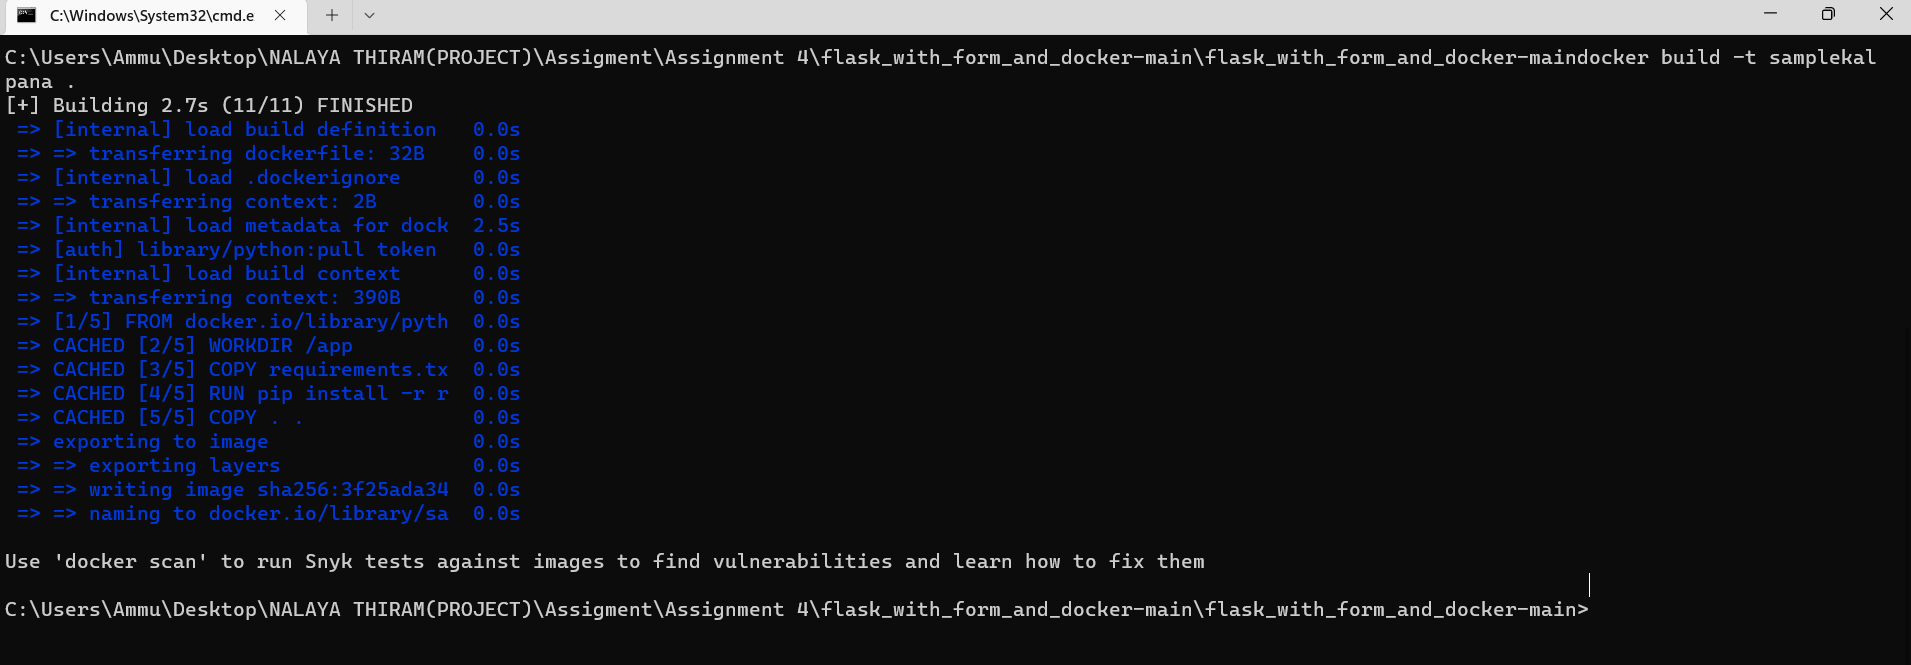 C:\Windows\System32\cmd.e
C:\Users\Ammu\Desktop\NALAYA THIRAM(PROJECT)\Assigment\Assignment 4\flask_with_form_and_docker-main\flask_with_form_and_docker-maindocker build -t samplekal
pana .
[+] Building 2.7s (11/11) FINISHED
=> [internal] load build definition 0.0s
=> => transferring dockerfile: 32B 0.0s
=> [internal] load .dockerignore 0.0s
=> => transferring context: 2B 0.0s
=> [internal] load metadata for dock 2.5s
=> [auth] library/python:pull token 0.0s
=> [internal] load build context 0.0s
=> => transferring context: 390B 0.0s
=> [1/5] FROM docker.io/library/pyth 0.0s
=> CACHED [2/5] WORKDIR /app 0.0s
=> CACHED [3/5] COPY requirements.tx 0.0s
=> CACHED [4/5] RUN pip install -r r 0.0s
=> CACHED [5/5] COPY . . 0.0s
=> exporting to image 0.0s
=> => exporting layers 0.0s
=> => writing image sha256:3f25ada34 0.0s
=> => naming to docker.io/library/sa 0.0s
Use 'docker scan' to run Snyk tests against images to find vulnerabilities and learn how to fix them
C:\Users\Ammu\Desktop\NALAYA THIRAM(PROJECT)\Assigment\Assignment 4\flask_with_form_and_docker-main\flask_with_form_and_docker-main>